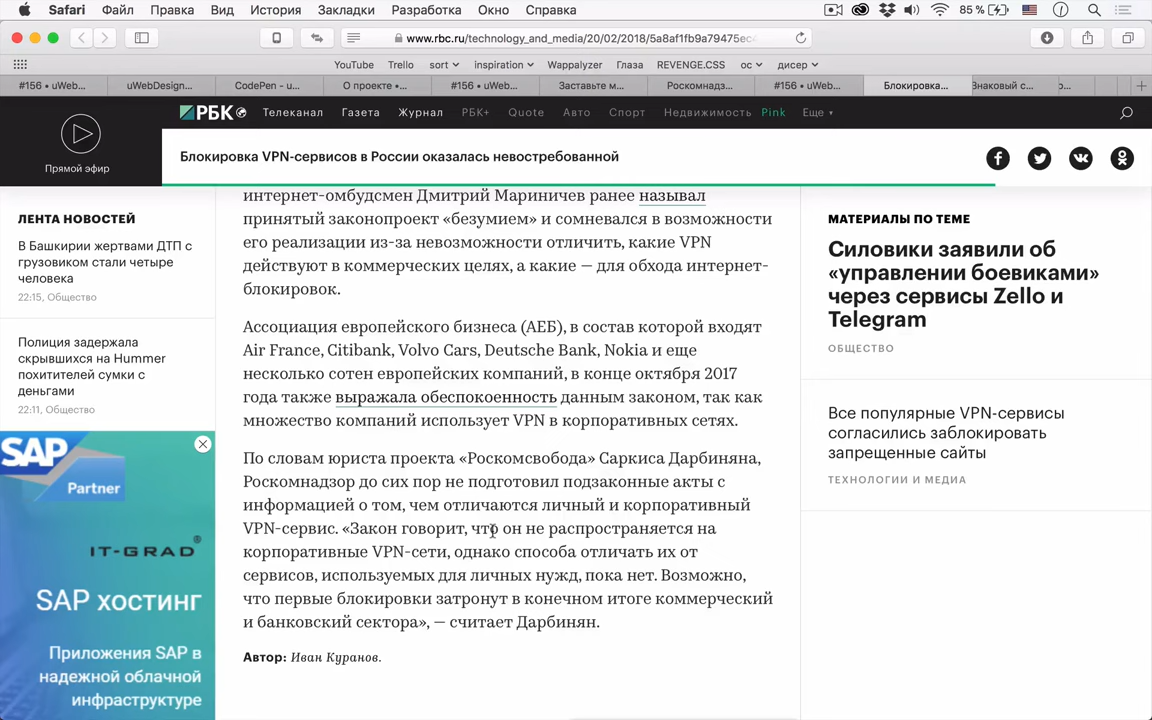 Safari Файл Правка Вид История Закладки Разработка Окно Справка 85 %
www.rbc.ru/technology_and_media/20/02/2018/5a8af1fb9a79475ec
YouTube Trello sort inspiration Wappalyzer Глаза REVENGE.CSS ос дисер
#156 • uWeb... uWebDesign... CodePen - u... О проекте •... #156 • uWeb... Заставьте м... Роскомнадз... #156 • uWeb... Блокировка... Знаковый с...
РБК Телеканал Газета Журнал РБК+ Quote Авто Спорт Недвижимость Pink Еще
Прямой эфир
Блокировка VPN-сервисов в России оказалась невостребованной
ЛЕНТА НОВОСТЕЙ
В Башкирии жертвами ДТП с
грузовиком стали четыре
человека
22:15, Общество
Полиция задержала
скрывшихся на Hummer
похитителей сумки с
деньгами
22:11, Общество
SAP
Partner
IT-GRAD®
SAP хостинг
Приложения SAP в
надежной облачной
инфраструктуре
интернет-омбудсмен Дмитрий Мариничев ранее называл
принятый законопроект «безумием» и сомневался в возможности
его реализации из-за невозможности отличить, какие VPN
действуют в коммерческих целях, а какие — для обхода интернет-
блокировок.
Ассоциация европейского бизнеса (АЕБ), в состав которой входят
Air France, Citibank, Volvo Cars, Deutsche Bank, Nokia и еще
несколько сотен европейских компаний, в конце октября 2017
года также выражала обеспокоенность данным законом, так как
множество компаний использует VPN в корпоративных сетях.
По словам юриста проекта «Роскомсвобода» Саркиса Дарбиняна,
Роскомнадзор до сих пор не подготовил подзаконные акты с
информацией о том, чем отличаются личный и корпоративный
VPN-сервис. «Закон говорит, что он не распространяется на
корпоративные VPN-сети, однако способа отличать их от
сервисов, используемых для личных нужд, пока нет. Возможно,
что первые блокировки затронут в конечном итоге коммерческий
и банковский сектора», — считает Дарбинян.
Автор: Иван Куранов.
МАТЕРИАЛЫ ПО ТЕМЕ
Силовики заявили об
«управлении боевиками»
через сервисы Zello и
Telegram
ОБЩЕСТВО
Все популярные VPN-сервисы
согласились заблокировать
запрещенные сайты
ТЕХНОЛОГИИ И МЕДИА